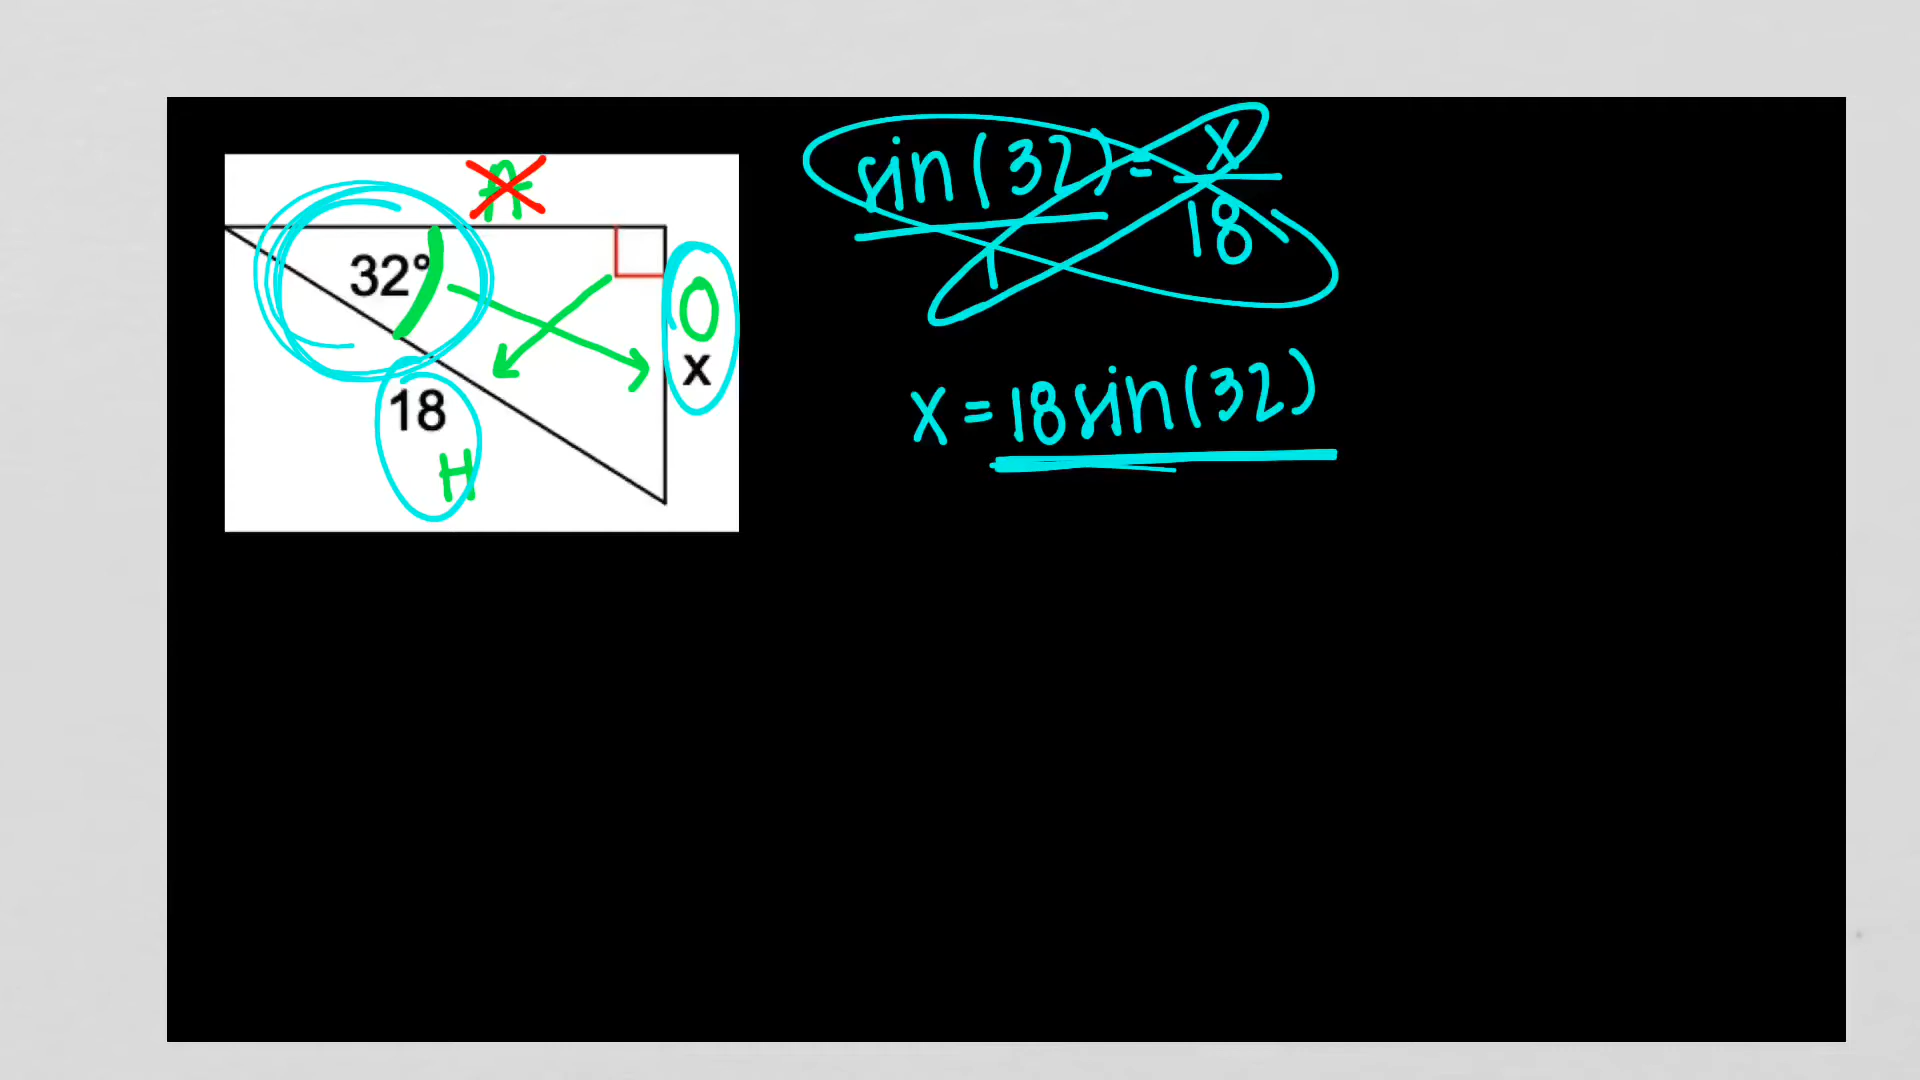 A
32°
O
x
18
H
sin(32) = x
1 18
x = 18sin(32)